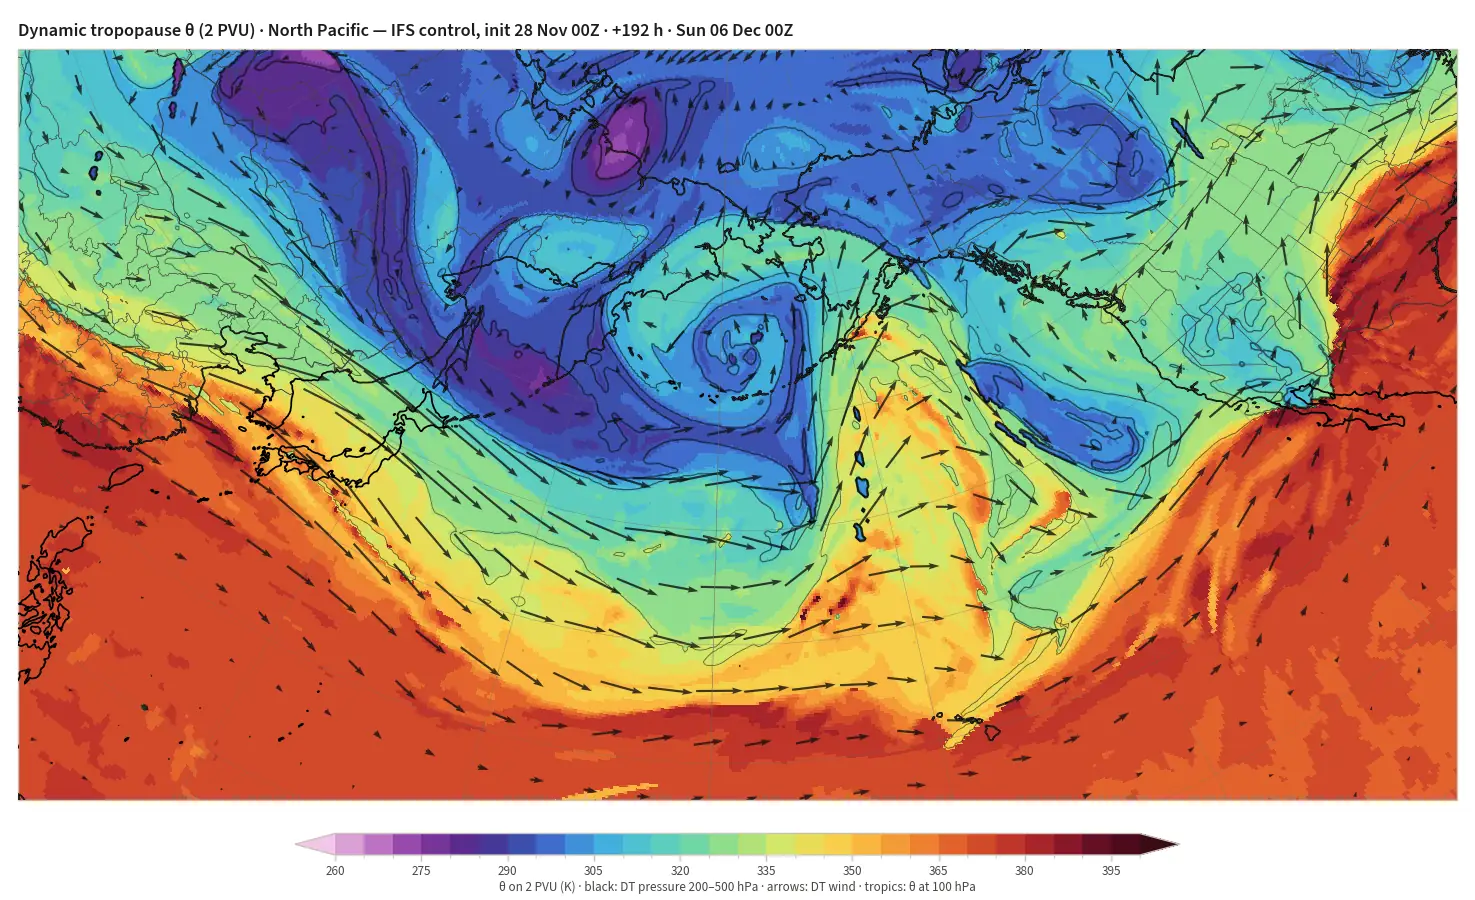 Dynamic tropopause θ (2 PVU) · North Pacific — IFS control, init 28 Nov 00Z · +192 h · Sun 06 Dec 00Z
260 275 290 305 320 335 350 365 380 395
θ on 2 PVU (K) · black: DT pressure 200–500 hPa · arrows: DT wind · tropics: θ at 100 hPa